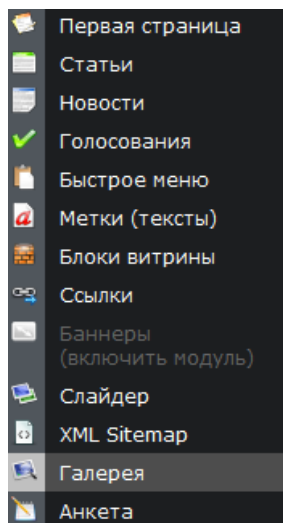 Первая страница
Статьи
Новости
Голосования
Быстрое меню
Метки (тексты)
Блоки витрины
Ссылки
Баннеры
(включить модуль)
Слайдер
XML Sitemap
Галерея
Анкета